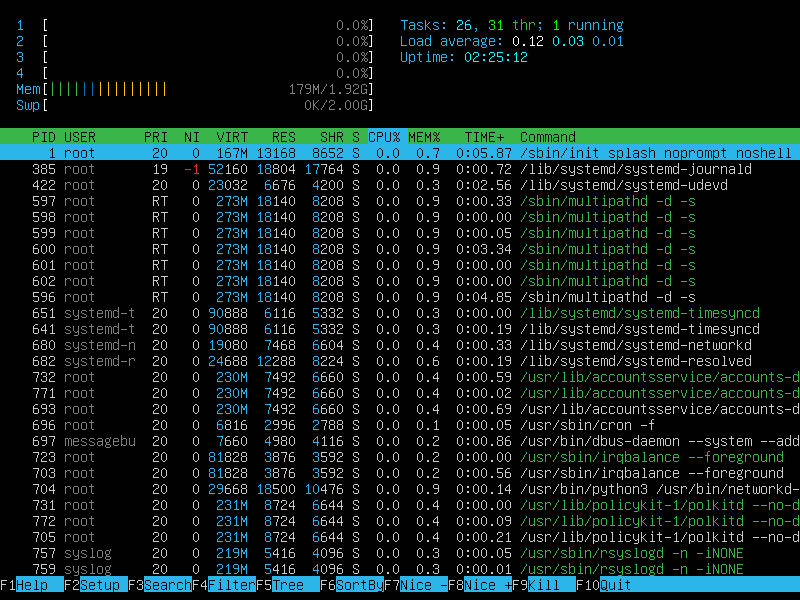 1 [ 0.0%] Tasks: 26, 31 thr; 1 running
2 [ 0.0%] Load average: 0.12 0.03 0.01
3 [ 0.0%] Uptime: 02:25:12
4 [ 0.0%]
Mem[||||||||||||||| 179M/1.92G]
Swp[ 0K/2.00G]
PID USER PRI NI VIRT RES SHR S CPU% MEM% TIME+ Command
1 root 20 0 167M 13168 8652 S 0.0 0.7 0:05.87 /sbin/init splash noprompt noshell
385 root 19 -1 52160 18804 17764 S 0.0 0.9 0:00.72 /lib/systemd/systemd-journald
422 root 20 0 23032 6676 4200 S 0.0 0.3 0:02.56 /lib/systemd/systemd-udevd
597 root RT 0 273M 18140 8208 S 0.0 0.9 0:00.33 /sbin/multipathd -d -s
598 root RT 0 273M 18140 8208 S 0.0 0.9 0:00.00 /sbin/multipathd -d -s
599 root RT 0 273M 18140 8208 S 0.0 0.9 0:00.05 /sbin/multipathd -d -s
600 root RT 0 273M 18140 8208 S 0.0 0.9 0:03.34 /sbin/multipathd -d -s
601 root RT 0 273M 18140 8208 S 0.0 0.9 0:00.00 /sbin/multipathd -d -s
602 root RT 0 273M 18140 8208 S 0.0 0.9 0:00.00 /sbin/multipathd -d -s
596 root RT 0 273M 18140 8208 S 0.0 0.9 0:04.85 /sbin/multipathd -d -s
651 systemd-t 20 0 90888 6116 5332 S 0.0 0.3 0:00.00 /lib/systemd/systemd-timesyncd
641 systemd-t 20 0 90888 6116 5332 S 0.0 0.3 0:00.19 /lib/systemd/systemd-timesyncd
680 systemd-n 20 0 19080 7468 6604 S 0.0 0.4 0:00.33 /lib/systemd/systemd-networkd
682 systemd-r 20 0 24688 12288 8224 S 0.0 0.6 0:00.19 /lib/systemd/systemd-resolved
732 root 20 0 230M 7492 6660 S 0.0 0.4 0:00.59 /usr/lib/accountsservice/accounts-d
771 root 20 0 230M 7492 6660 S 0.0 0.4 0:00.02 /usr/lib/accountsservice/accounts-d
693 root 20 0 230M 7492 6660 S 0.0 0.4 0:00.69 /usr/lib/accountsservice/accounts-d
696 root 20 0 6816 2996 2788 S 0.0 0.1 0:00.05 /usr/sbin/cron -f
697 messagebu 20 0 7660 4980 4116 S 0.0 0.2 0:00.86 /usr/bin/dbus-daemon --system --add
723 root 20 0 81828 3876 3592 S 0.0 0.2 0:00.00 /usr/sbin/irqbalance --foreground
703 root 20 0 81828 3876 3592 S 0.0 0.2 0:00.56 /usr/sbin/irqbalance --foreground
704 root 20 0 29668 18500 10476 S 0.0 0.9 0:00.14 /usr/bin/python3 /usr/bin/networkd-
731 root 20 0 231M 8724 6644 S 0.0 0.4 0:00.00 /usr/lib/policykit-1/polkitd --no-d
772 root 20 0 231M 8724 6644 S 0.0 0.4 0:00.09 /usr/lib/policykit-1/polkitd --no-d
705 root 20 0 231M 8724 6644 S 0.0 0.4 0:00.21 /usr/lib/policykit-1/polkitd --no-d
757 syslog 20 0 219M 5416 4096 S 0.0 0.3 0:00.05 /usr/sbin/rsyslogd -n -iNONE
759 syslog 20 0 219M 5416 4096 S 0.0 0.3 0:00.01 /usr/sbin/rsyslogd -n -iNONE
F1Help F2Setup F3SearchF4FilterF5Tree F6SortByF7Nice -F8Nice +F9Kill F10Quit